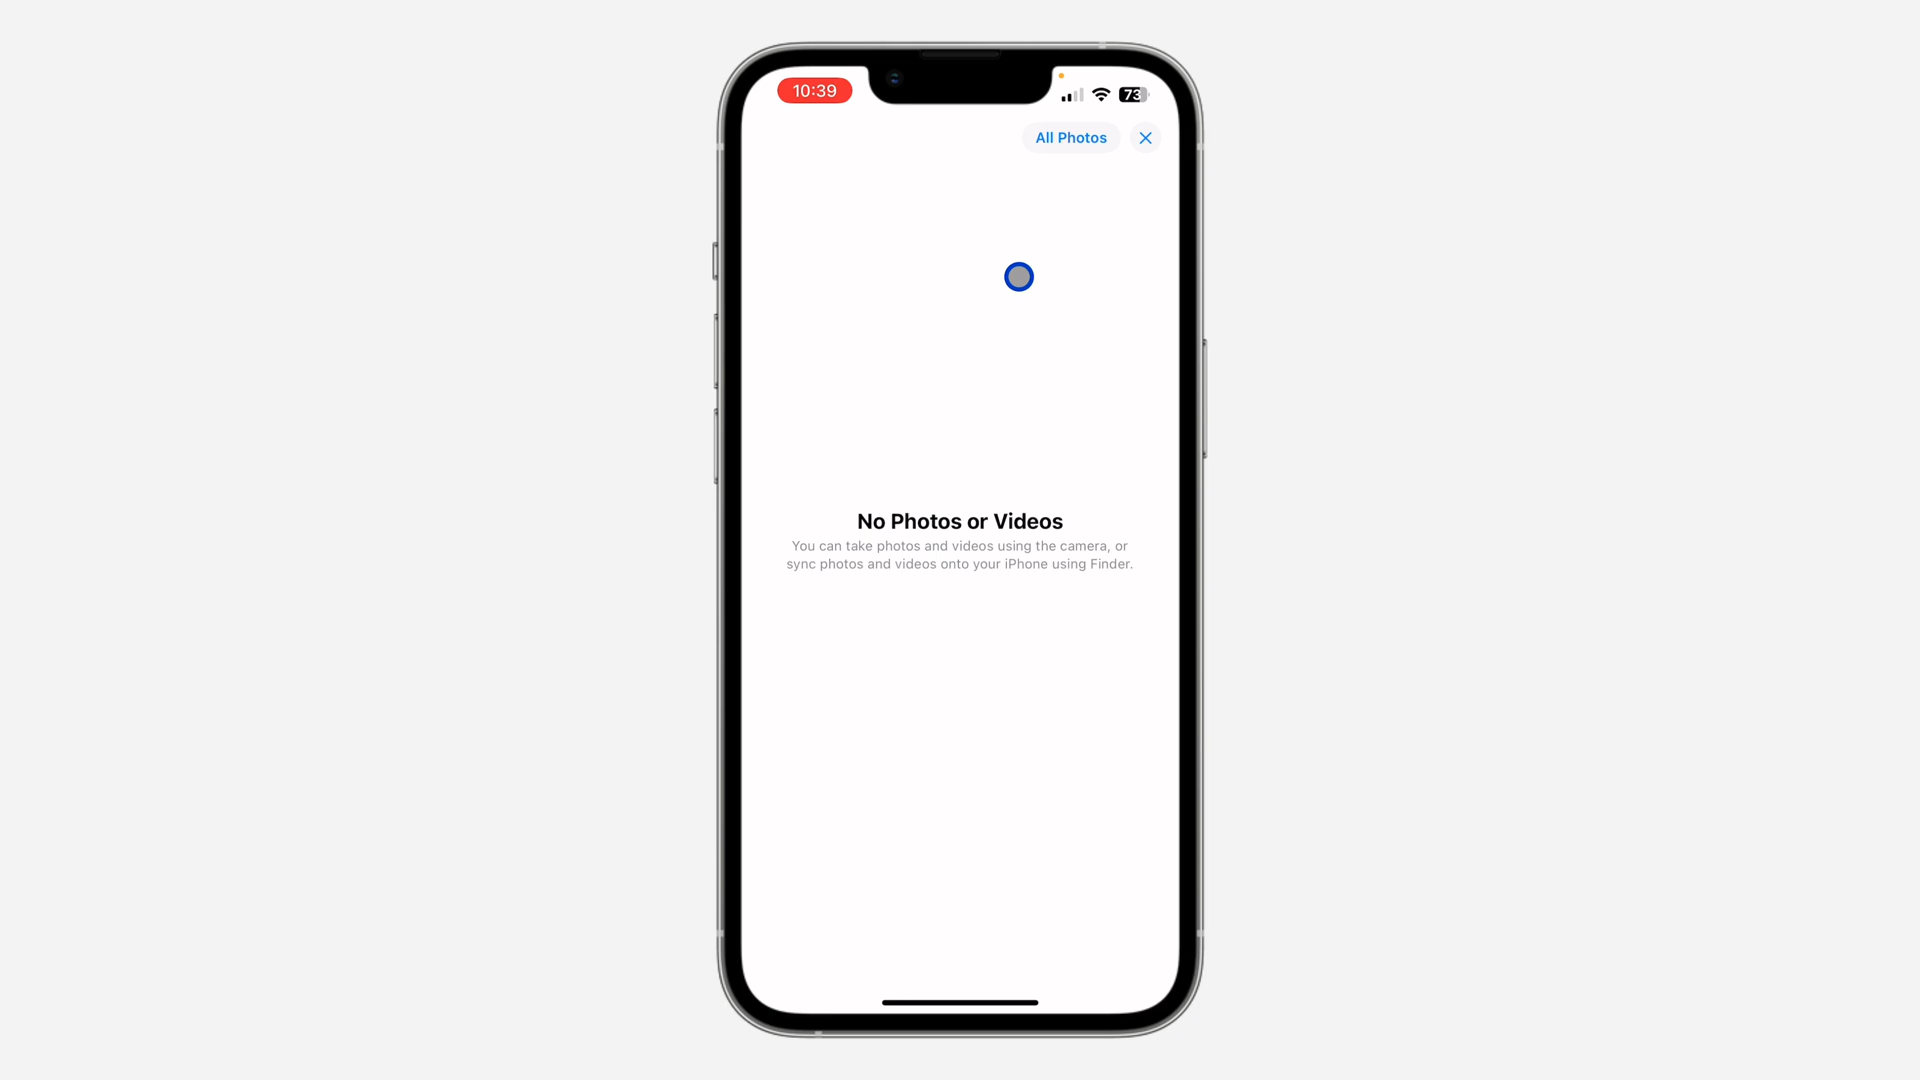 10:39
73
All Photos
No Photos or Videos
You can take photos and videos using the camera, or
sync photos and videos onto your iPhone using Finder.